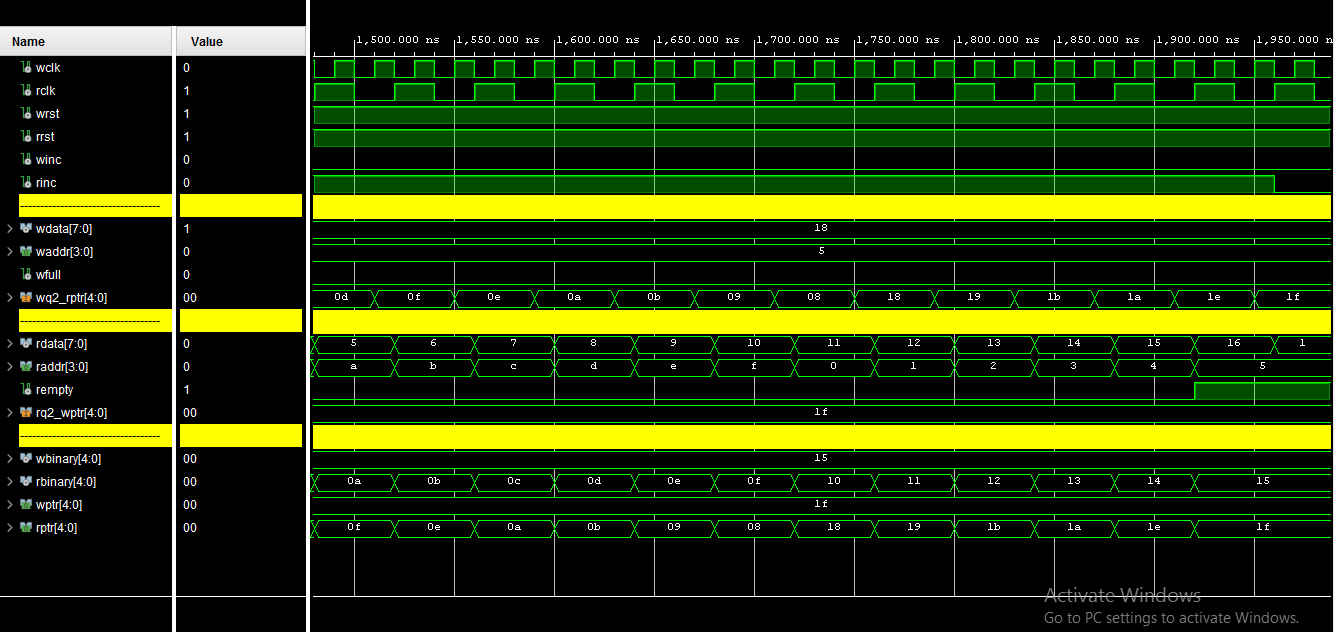 Name Value 1,500.000 ns 1,550.000 ns 1,600.000 ns 1,650.000 ns 1,700.000 ns 1,750.000 ns 1,800.000 ns 1,850.000 ns 1,900.000 ns 1,950.000 n
wclk 0
rclk 1
wrst 1
rrst 1
winc 0
rinc 0
-----------------------------------
wdata[7:0] 1 18
waddr[3:0] 0 5
wfull 0
wq2_rptr[4:0] 00 0d 0f 0e 0a 0b 09 08 18 19 1b 1a 1e 1f
-----------------------------------
rdata[7:0] 0 5 6 7 8 9 10 11 12 13 14 15 16 1
raddr[3:0] 0 a b c d e f 0 1 2 3 4 5
rempty 1
rq2_wptr[4:0] 00 1f
-----------------------------------
wbinary[4:0] 00 15
rbinary[4:0] 00 0a 0b 0c 0d 0e 0f 10 11 12 13 14 15
wptr[4:0] 00 1f
rptr[4:0] 00 0f 0e 0a 0b 09 08 18 19 1b 1a 1e 1f
Activate Windows
Go to PC settings to activate Windows.